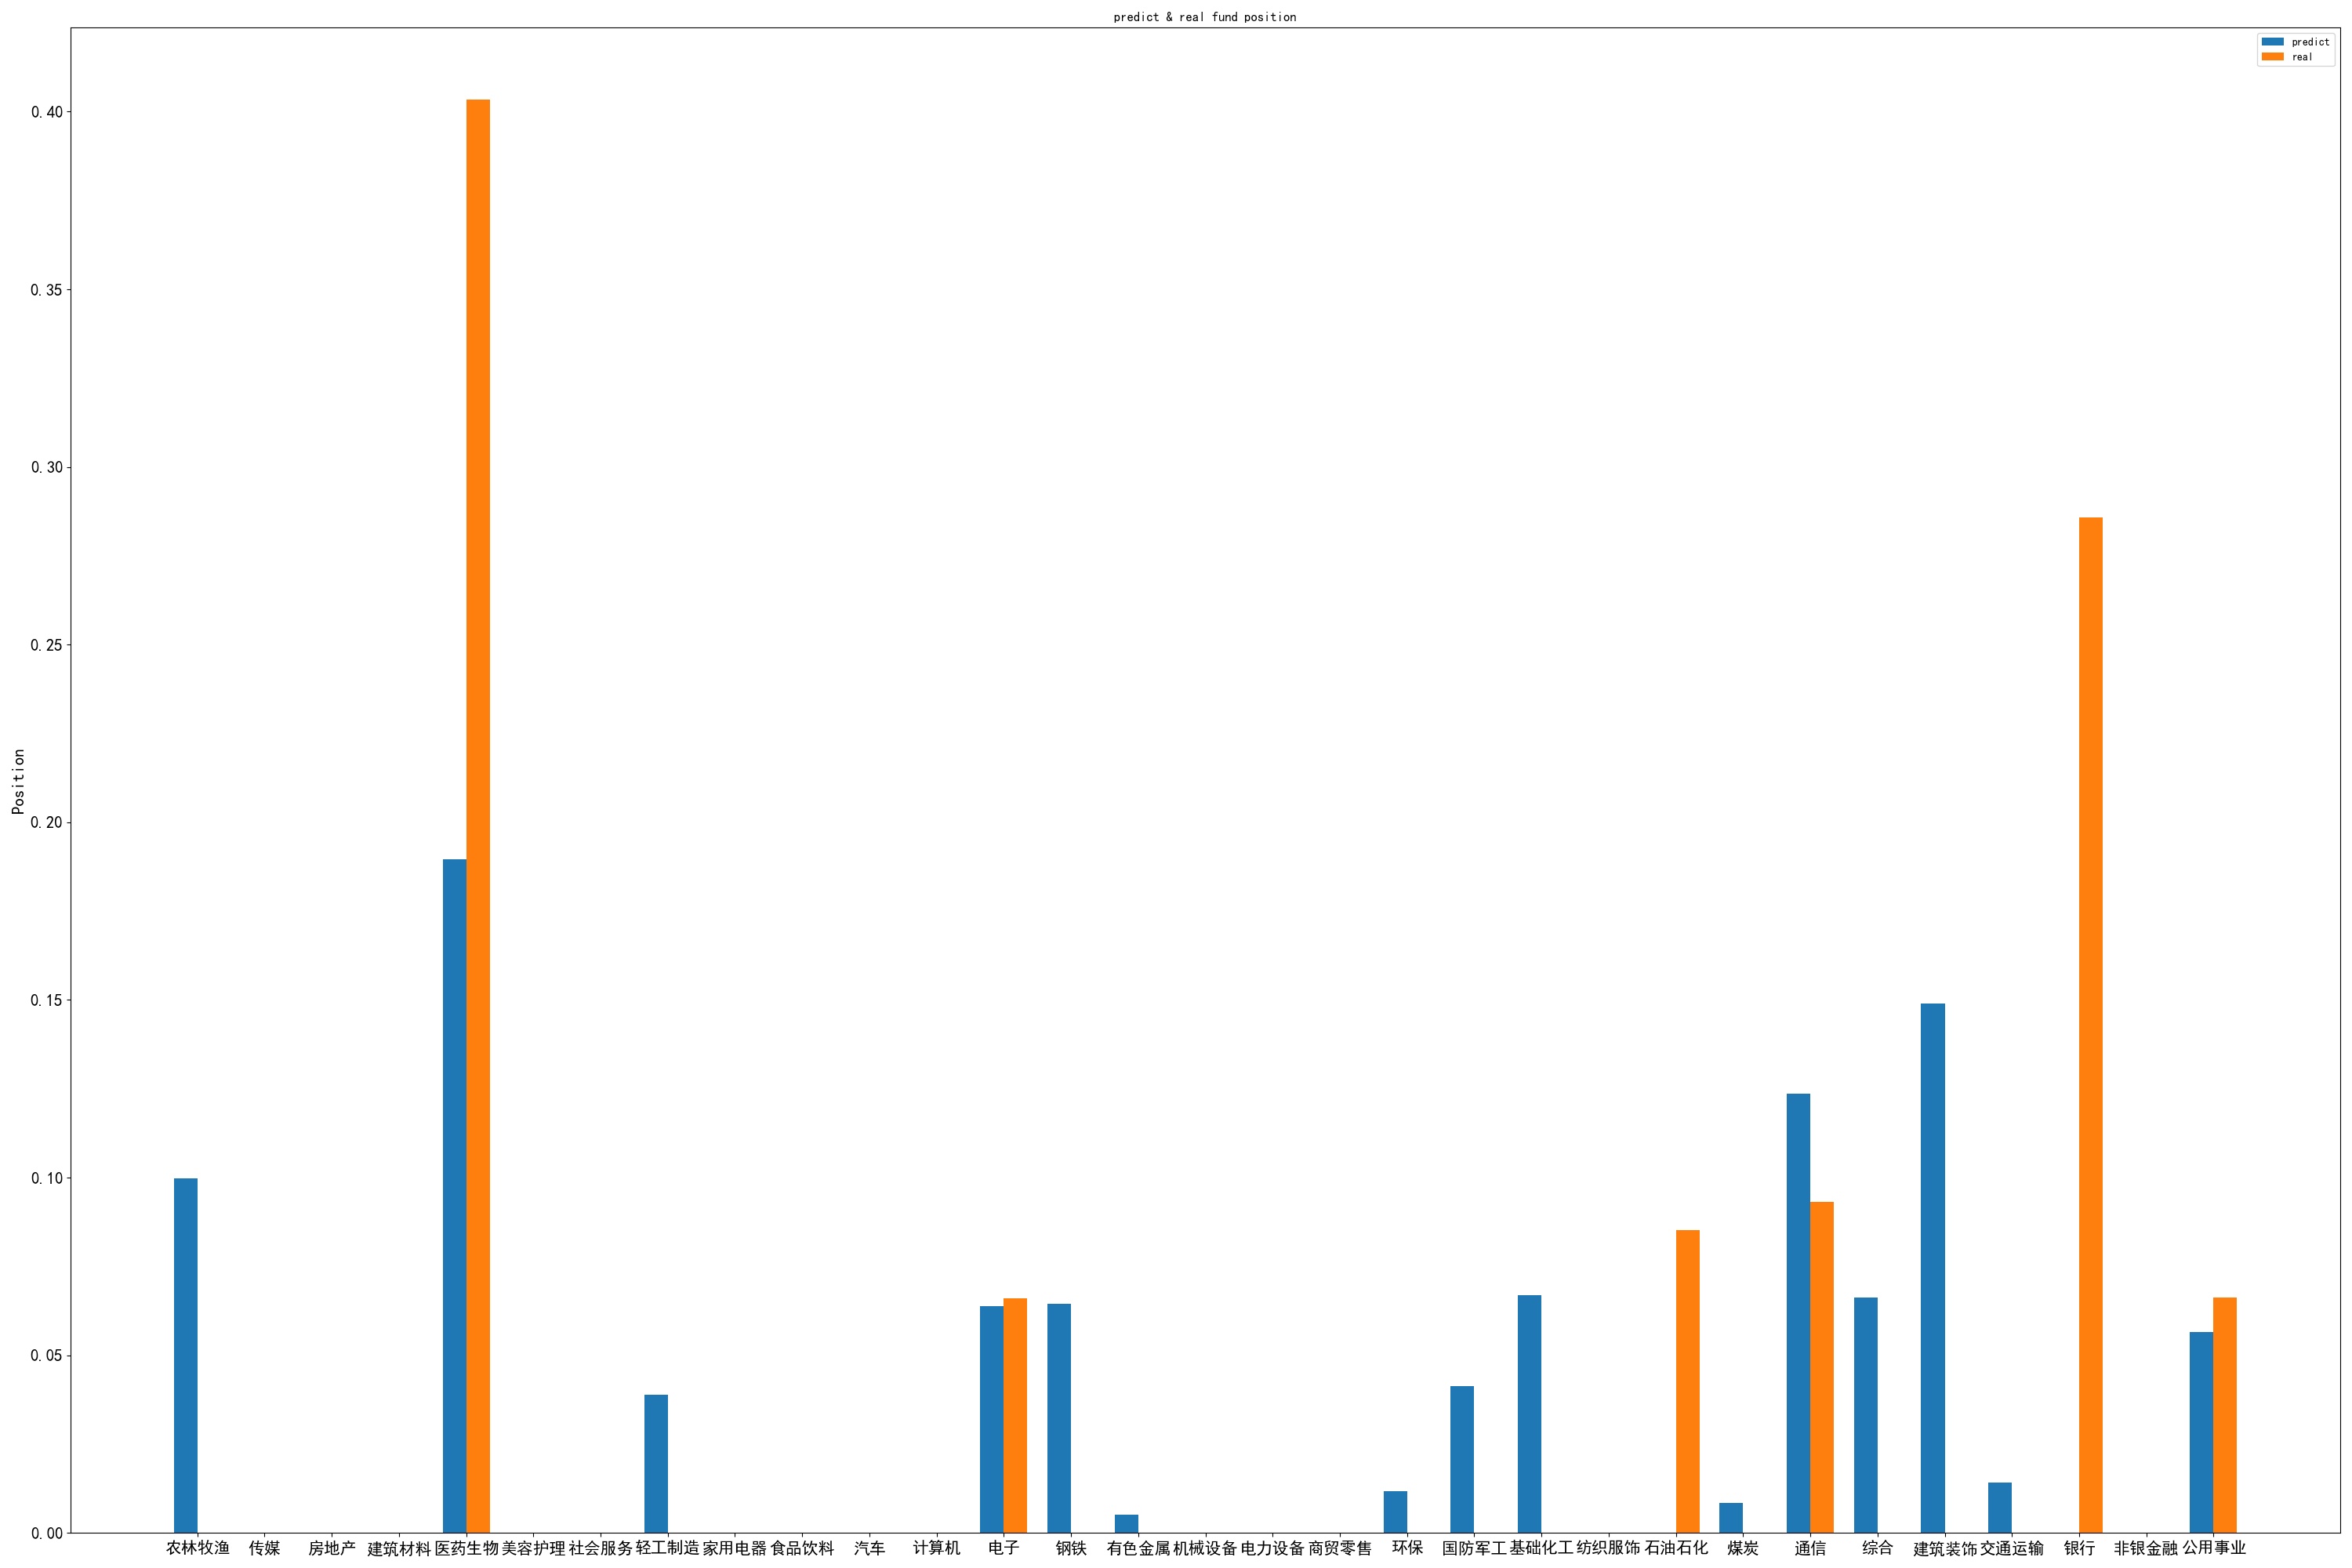 predict & real fund position
predict
real
0.40
0.35
0.30
0.25
0.20
0.15
0.10
0.05
0.00
Position
农林牧渔 传媒 房地产 建筑材料 医药生物 美容护理 社会服务 轻工制造 家用电器 食品饮料 汽车 计算机 电子 钢铁 有色金属 机械设备 电力设备 商贸零售 环保 国防军工 基础化工 纺织服饰 石油石化 煤炭 通信 综合 建筑装饰 交通运输 银行 非银金融 公用事业